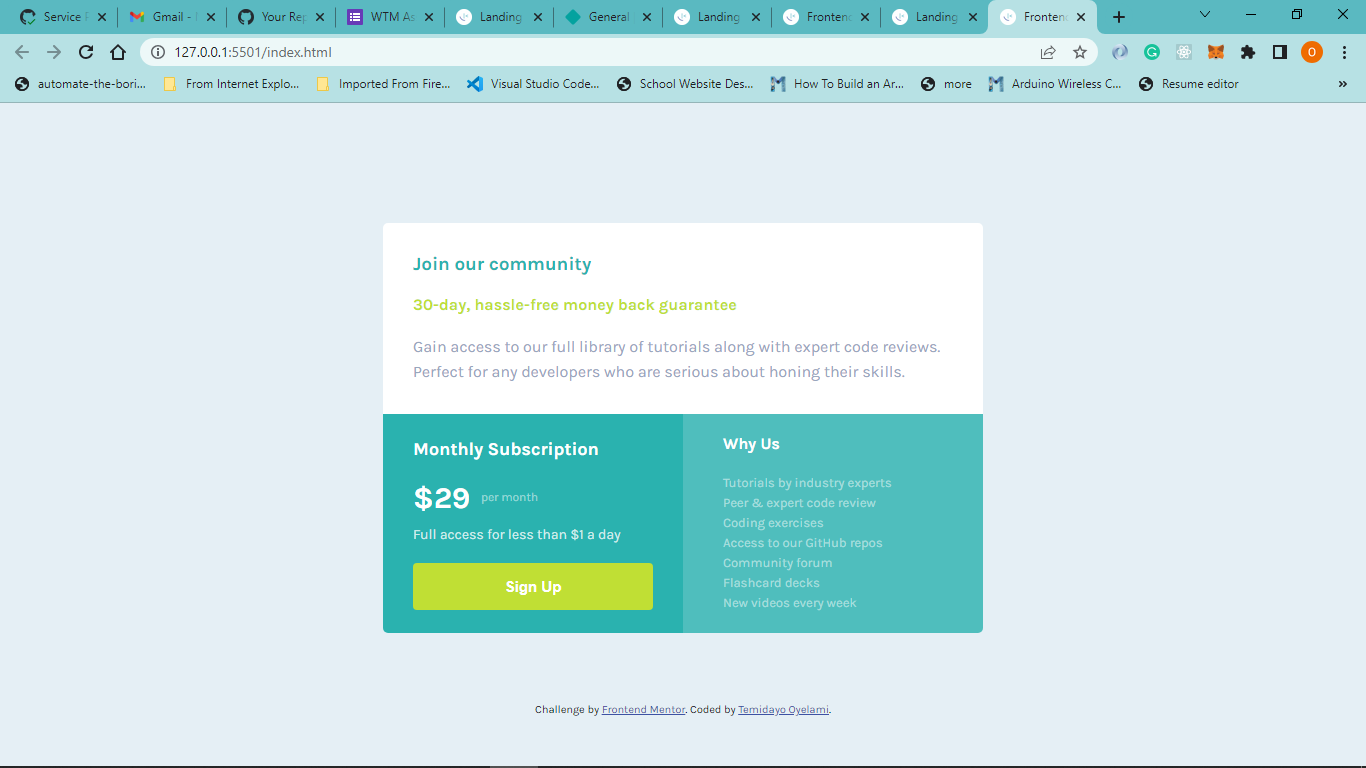 Service Gmail - Your Rep WTM As Landing General Landing Frontend Landing Frontend
127.0.0.1:5501/index.html
O
automate-the-bori... From Internet Explo... Imported From Fire... Visual Studio Code... School Website Des... How To Build an Ar... more Arduino Wireless C... Resume editor »
Join our community
30-day, hassle-free money back guarantee
Gain access to our full library of tutorials along with expert code reviews.
Perfect for any developers who are serious about honing their skills.
Monthly Subscription
$29 per month
Full access for less than $1 a day
Sign Up
Why Us
Tutorials by industry experts
Peer & expert code review
Coding exercises
Access to our GitHub repos
Community forum
Flashcard decks
New videos every week
Challenge by Frontend Mentor. Coded by Temidayo Oyelami.